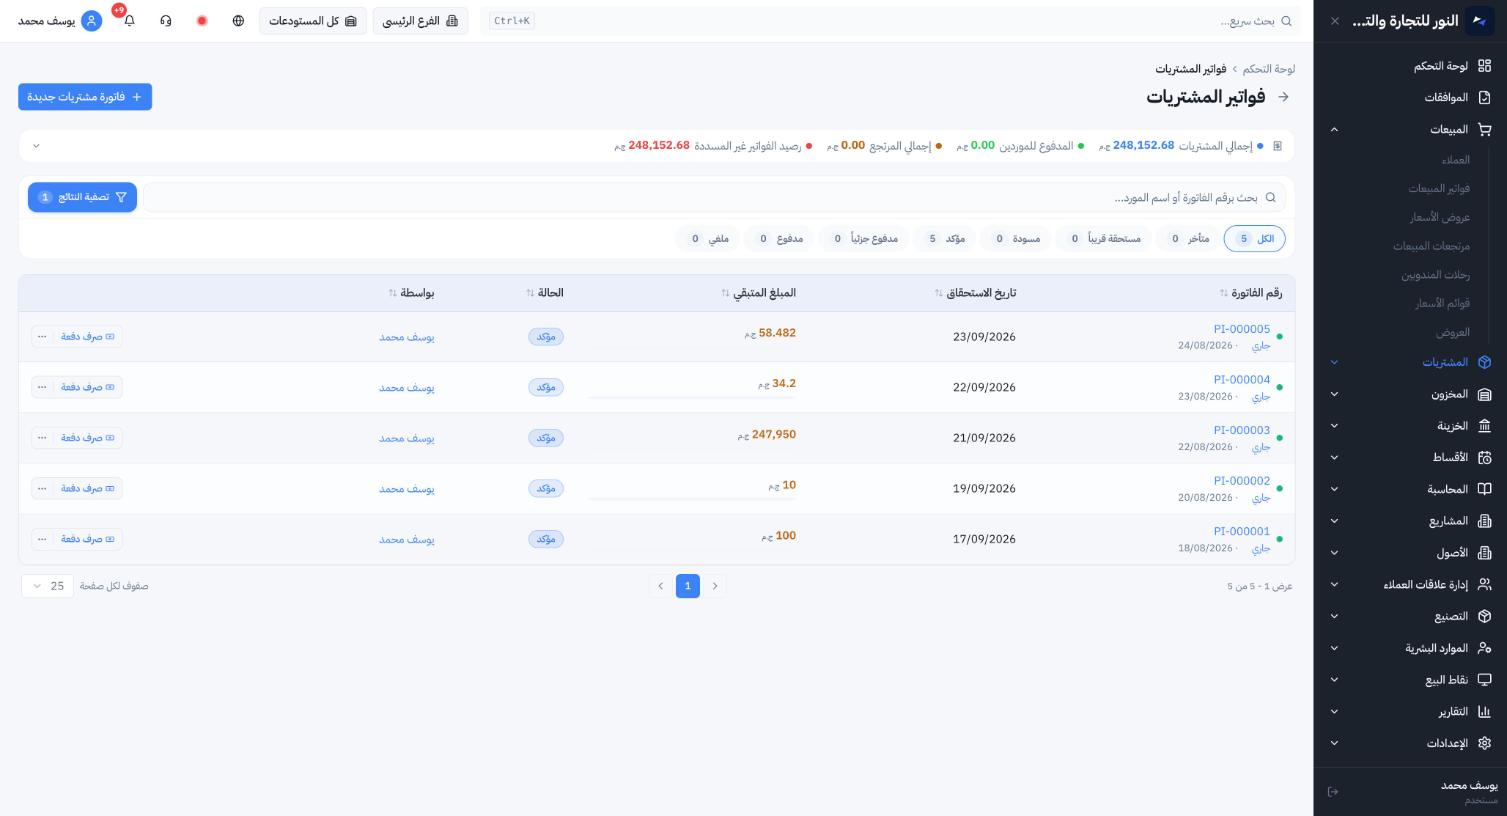 النور للتجارة والتـ...
لوحة التحكم
الموافقات
المبيعات
العملاء
فواتير المبيعات
عروض الأسعار
مرتجعات المبيعات
رحلات المندوبين
قوائم الأسعار
العروض
المشتريات
المخزون
الخزينة
الأقساط
المحاسبة
المشاريع
الأصول
إدارة علاقات العملاء
التصنيع
الموارد البشرية
نقاط البيع
التقارير
الإعدادات
يوسف محمد
مستخدم
بحث سريع...
Ctrl+K
الفرع الرئيسي
كل المستودعات
+9
يوسف محمد
لوحة التحكم › فواتير المشتريات
فواتير المشتريات
+ فاتورة مشتريات جديدة
إجمالي المشتريات 248,152.68 ج.م
المدفوع للموردين 0.00 ج.م
إجمالي المرتجع 0.00 ج.م
رصيد الفواتير غير المسددة 248,152.68 ج.م
بحث برقم الفاتورة أو اسم المورد...
تصفية النتائج 1
الكل 5
متأخر 0
مستحقة قريباً 0
مسودة 0
مؤكد 5
مدفوع جزئياً 0
مدفوع 0
ملغي 0
رقم الفاتورة تاريخ الاستحقاق المبلغ المتبقي الحالة بواسطة
PI-000005
جاري · 24/08/2026
23/09/2026
58.482 ج.م
مؤكد
يوسف محمد
صرف دفعة
PI-000004
جاري · 23/08/2026
22/09/2026
34.2 ج.م
مؤكد
يوسف محمد
صرف دفعة
PI-000003
جاري · 22/08/2026
21/09/2026
247,950 ج.م
مؤكد
يوسف محمد
صرف دفعة
PI-000002
جاري · 20/08/2026
19/09/2026
10 ج.م
مؤكد
يوسف محمد
صرف دفعة
PI-000001
جاري · 18/08/2026
17/09/2026
100 ج.م
مؤكد
يوسف محمد
صرف دفعة
عرض 1 - 5 من 5
1
صفوف لكل صفحة 25